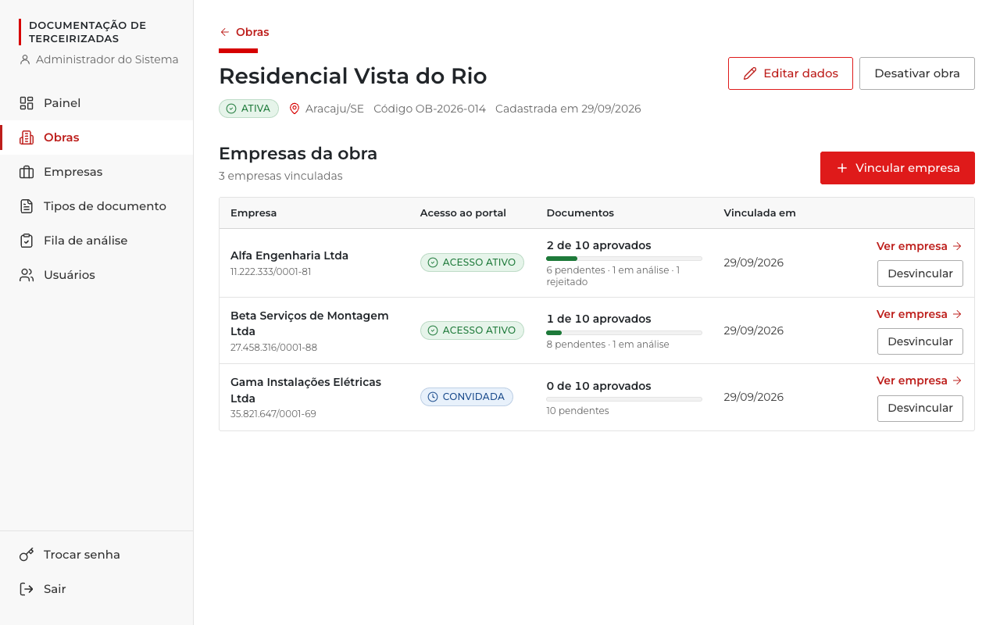 DOCUMENTAÇÃO DE
TERCEIRIZADAS
Administrador do Sistema
Painel
Obras
Empresas
Tipos de documento
Fila de análise
Usuários
Trocar senha
Sair
Obras
Residencial Vista do Rio
Editar dados
Desativar obra
ATIVA Aracaju/SE Código OB-2026-014 Cadastrada em 29/09/2026
Empresas da obra
3 empresas vinculadas
Vincular empresa
Empresa Acesso ao portal Documentos Vinculada em
Alfa Engenharia Ltda
11.222.333/0001-81
ACESSO ATIVO
2 de 10 aprovados
6 pendentes · 1 em análise · 1
rejeitado
29/09/2026
Ver empresa
Desvincular
Beta Serviços de Montagem
Ltda
27.458.316/0001-88
ACESSO ATIVO
1 de 10 aprovados
8 pendentes · 1 em análise
29/09/2026
Ver empresa
Desvincular
Gama Instalações Elétricas
Ltda
35.821.647/0001-69
CONVIDADA
0 de 10 aprovados
10 pendentes
29/09/2026
Ver empresa
Desvincular